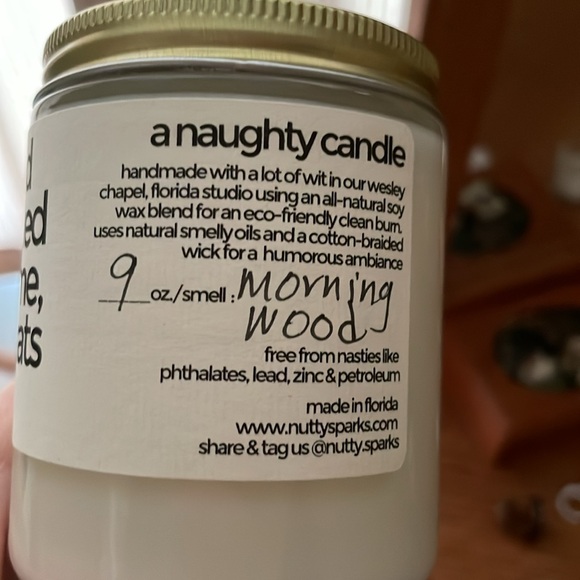 d
ed
ne,
ats
a naughty candle
handmade with a lot of wit in our wesley
chapel, florida studio using an all-natural soy
wax blend for an eco-friendly clean burn.
uses natural smelly oils and a cotton-braided
wick for a humorous ambiance
9 oz./smell: Morning
Wood
free from nasties like
phthalates, lead, zinc & petroleum
made in florida
www.nuttysparks.com
share & tag us @nutty.sparks